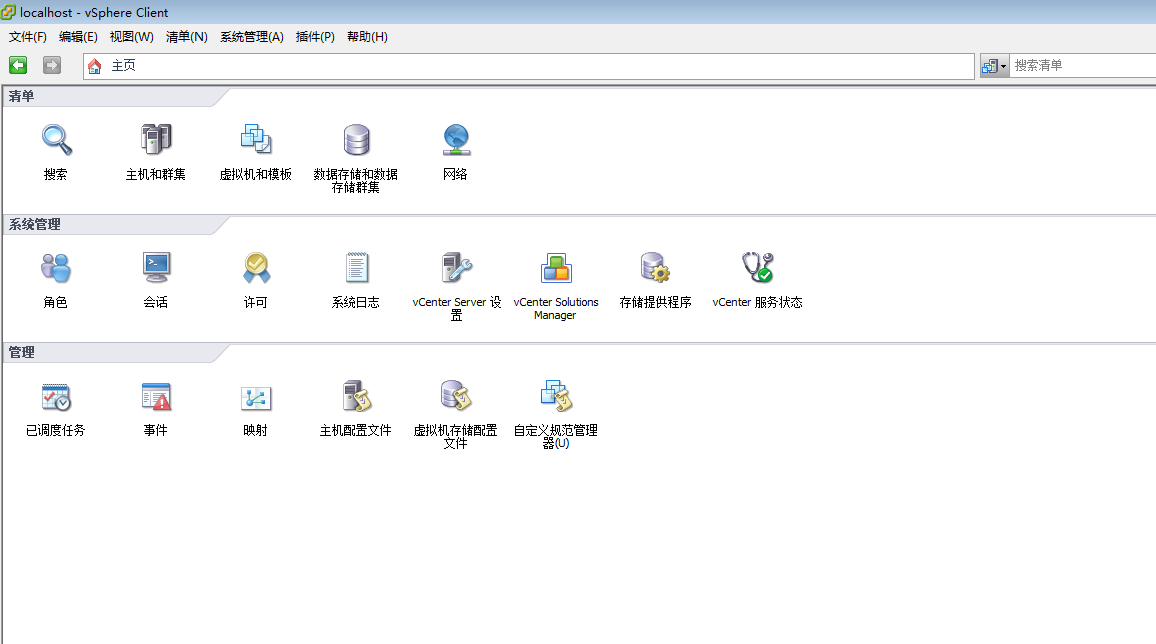 localhost - vSphere Client
文件(F) 编辑(E) 视图(W) 清单(N) 系统管理(A) 插件(P) 帮助(H)
主页 搜索清单
清单
搜索 主机和群集 虚拟机和模板 数据存储和数据 网络
存储群集
系统管理
角色 会话 许可 系统日志 vCenter Server 设 vCenter Solutions 存储提供程序 vCenter 服务状态
置 Manager
管理
已调度任务 事件 映射 主机配置文件 虚拟机存储配置 自定义规范管理
文件 器(U)